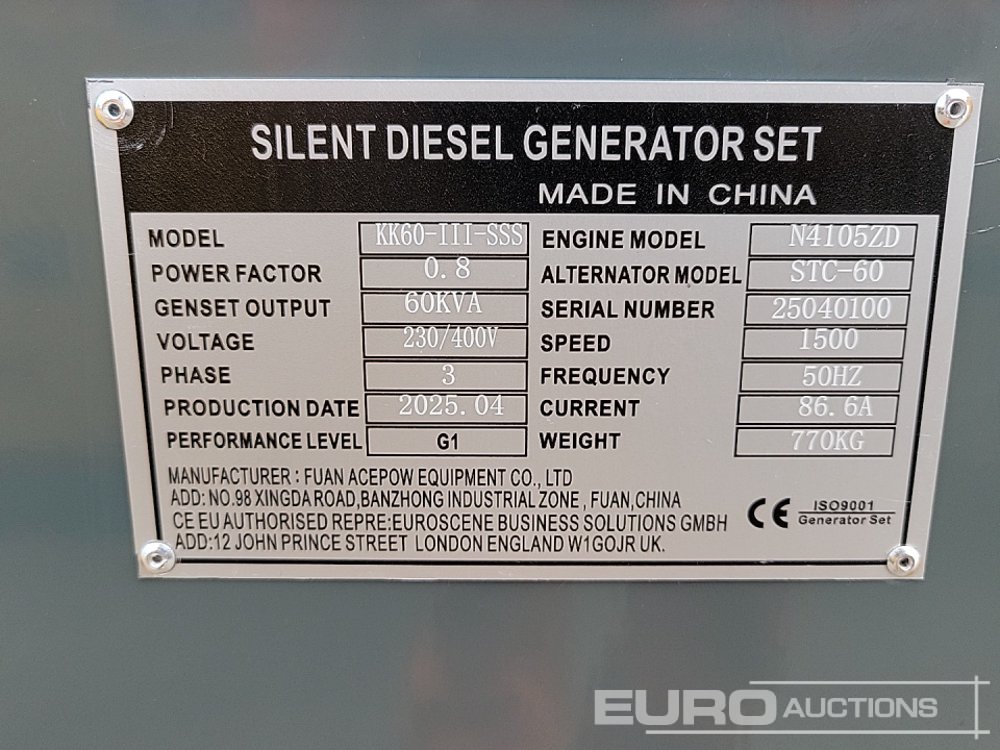 SILENT DIESEL GENERATOR SET
MADE IN CHINA
MODEL KK60-III-SSS ENGINE MODEL N4105ZD
POWER FACTOR 0.8 ALTERNATOR MODEL STC-60
GENSET OUTPUT 60KVA SERIAL NUMBER 25040100
VOLTAGE 230/400V SPEED 1500
PHASE 3 FREQUENCY 50HZ
PRODUCTION DATE 2025.04 CURRENT 86.6A
PERFORMANCE LEVEL G1 WEIGHT 770KG
MANUFACTURER: FUAN ACEPOW EQUIPMENT CO., LTD
ADD: NO.98 XINGDA ROAD,BANZHONG INDUSTRIAL ZONE, FUAN,CHINA
CE EU AUTHORISED REPRE:EUROSCENE BUSINESS SOLUTIONS GMBH
ADD:12 JOHN PRINCE STREET LONDON ENGLAND W1GOJR UK.
CE ISO9001
Generator Set
EURO AUCTIONS